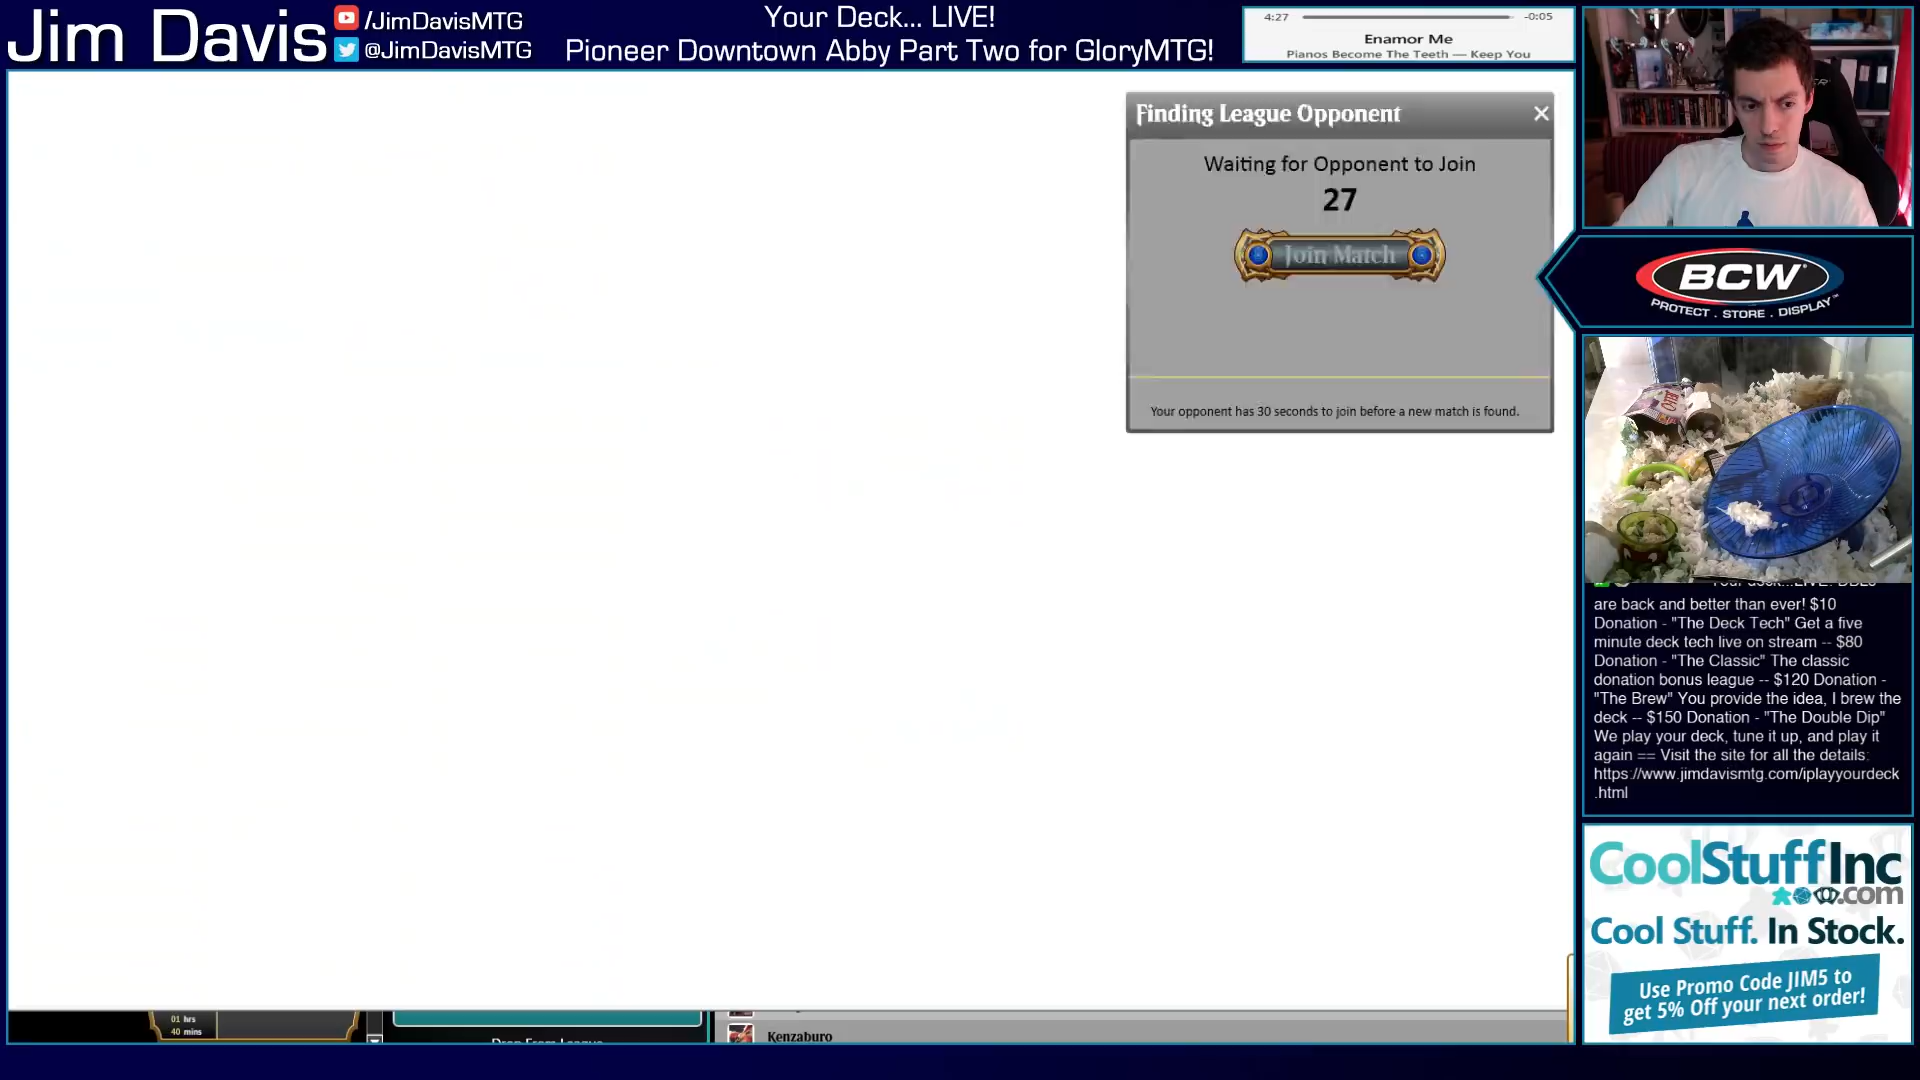 Jim Davis
/JimDavisMTG
@JimDavisMTG
Your Deck... LIVE!
Pioneer Downtown Abby Part Two for GloryMTG!
4:27
-0:05
Enamor Me
Pianos Become The Teeth — Keep You
Finding League Opponent
Waiting for Opponent to Join
27
Join Match
Your opponent has 30 seconds to join before a new match is found.
BCW
PROTECT . STORE . DISPLAY™
are back and better than ever! $10
Donation - "The Deck Tech" Get a five
minute deck tech live on stream -- $80
Donation - "The Classic" The classic
donation bonus league -- $120 Donation -
"The Brew" You provide the idea, I brew the
deck -- $150 Donation - "The Double Dip"
We play your deck, tune it up, and play it
again == Visit the site for all the details:
https://www.jimdavismtg.com/iplayyourdeck
.html
CoolStuffInc
.com
Cool Stuff. In Stock.
Use Promo Code JIM5 to
get 5% Off your next order!
01 hrs
40 mins
Drop From League
Kenzaburo